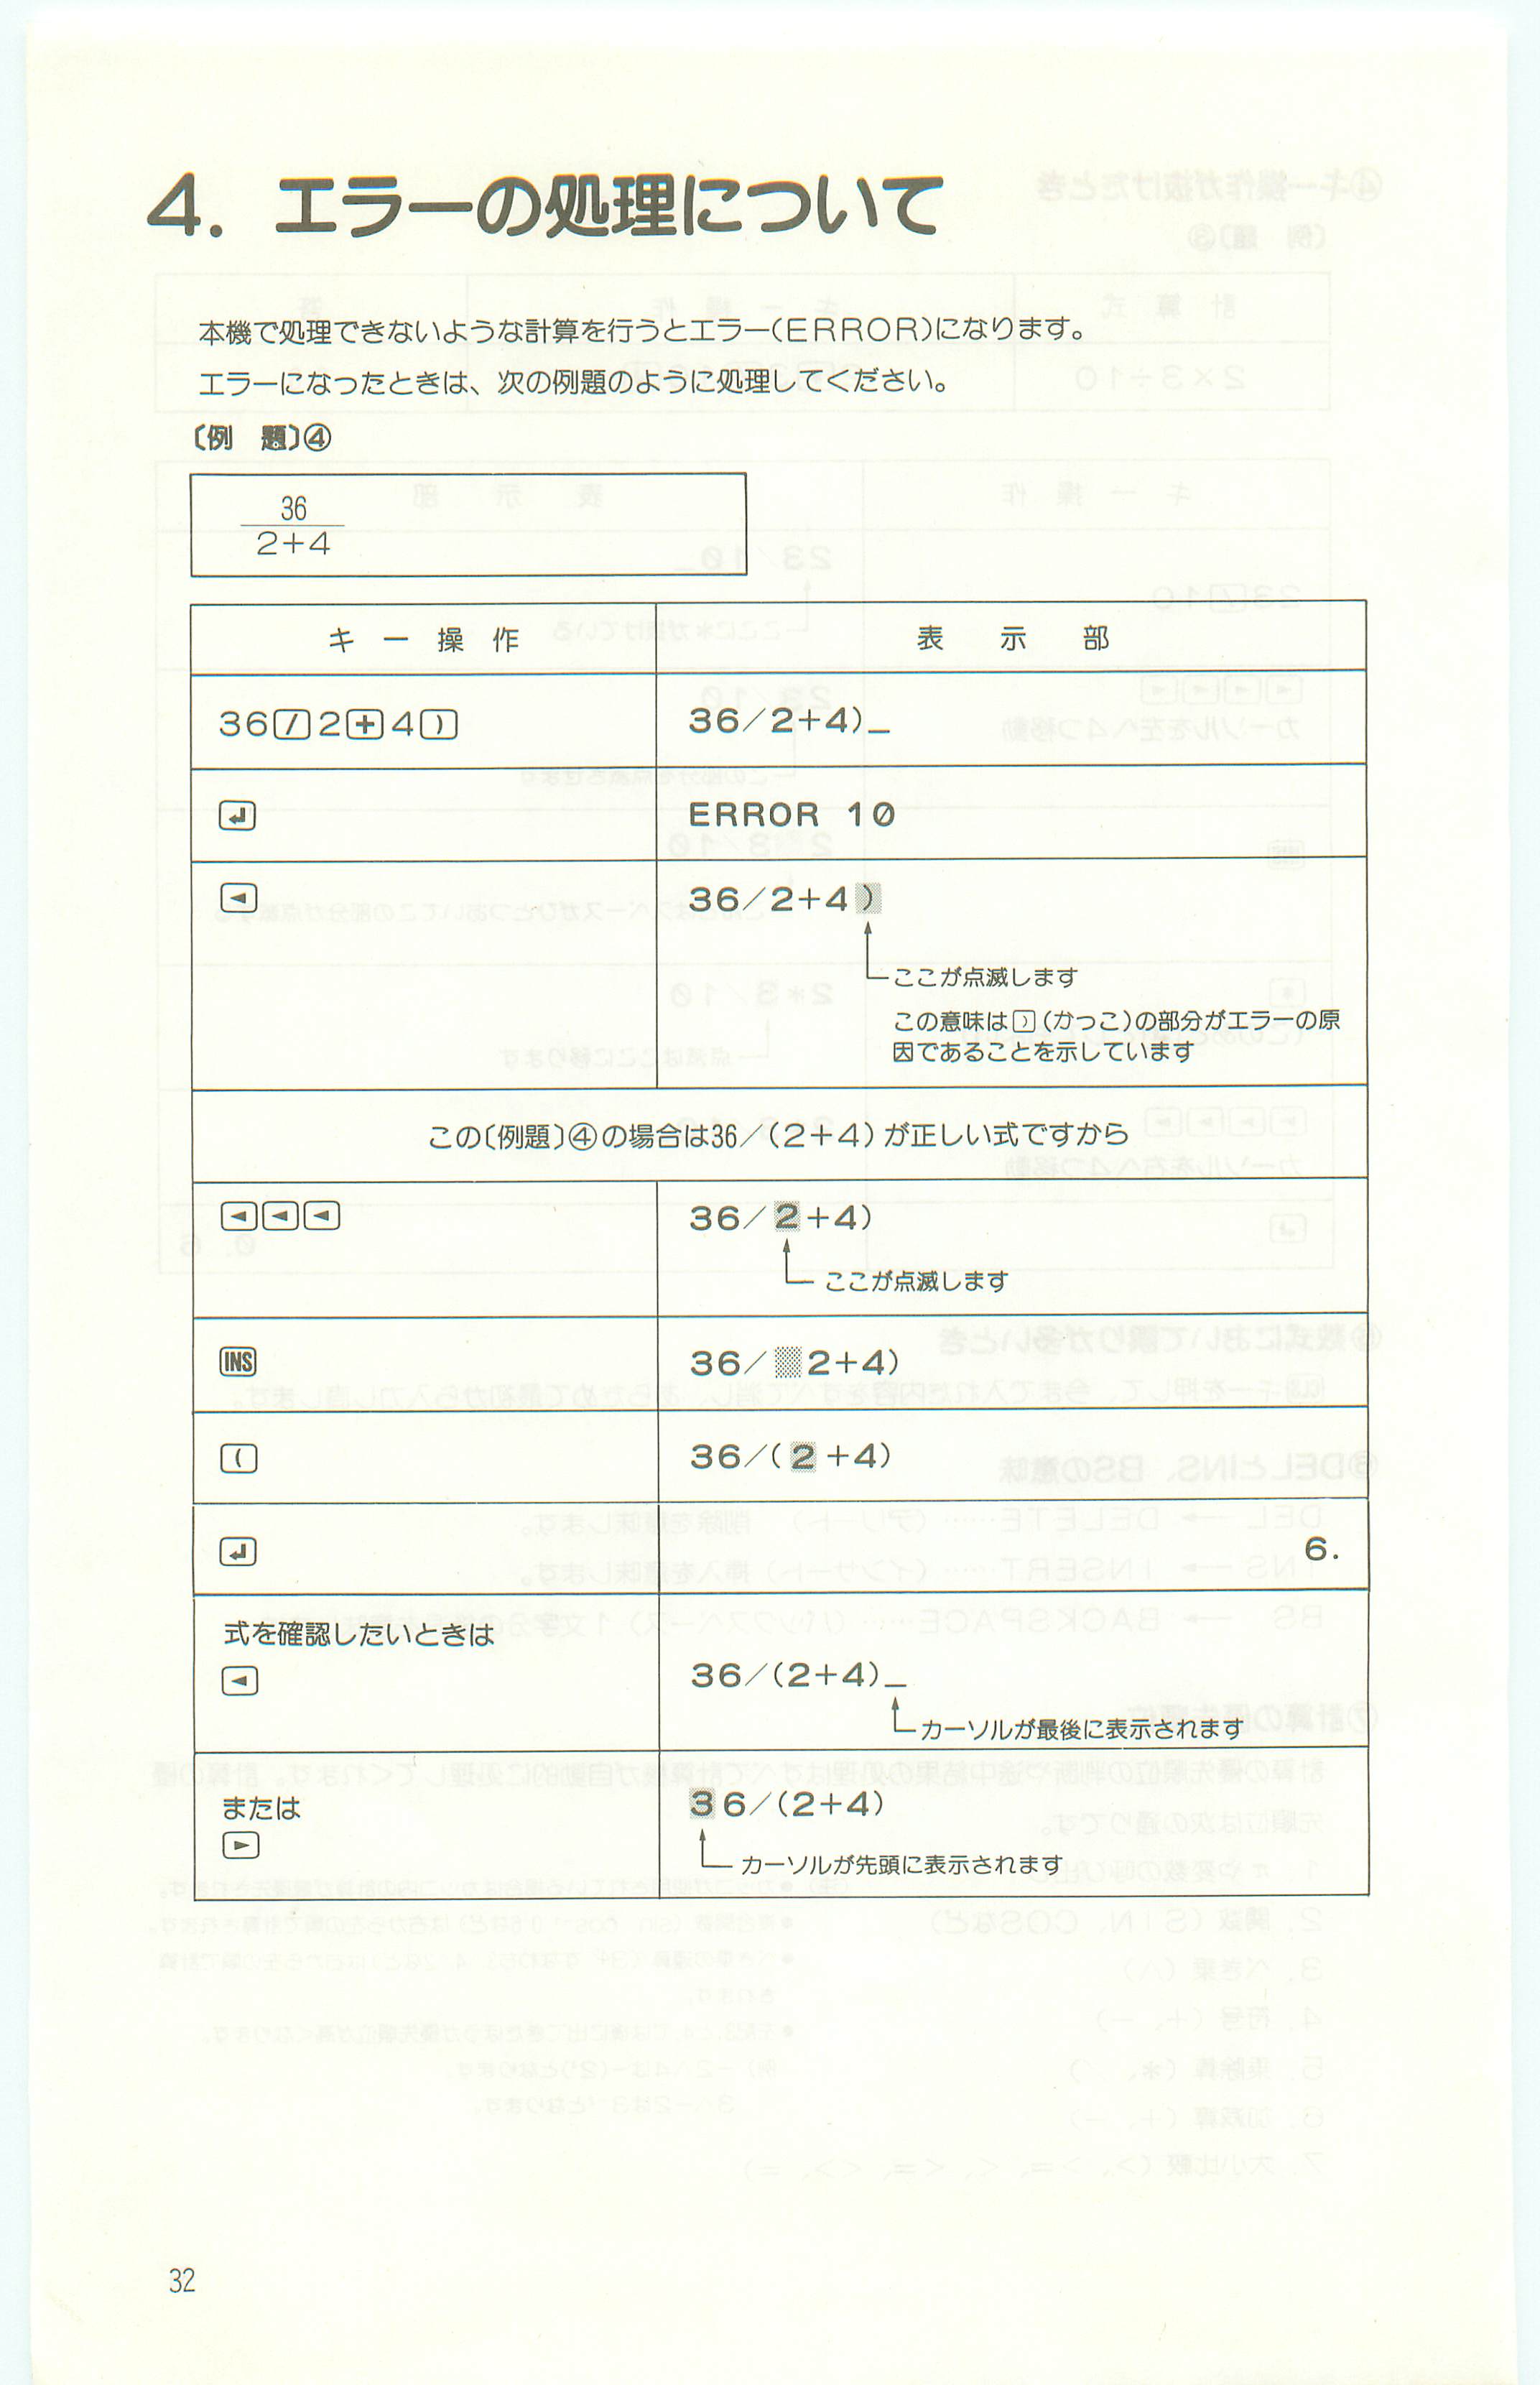 4. エラーの処理について
本機で処理できないような計算を行うとエラー(ERROR)になります。
エラーになったときは、次の例題のように処理してください。
〔例 題〕④
36
2+4
キー操作 表示部
36 / 2 + 4 ) 36/2+4)_
↲ ERROR 10
◄ 36/2+4)
ここが点滅します
この意味は ) (かっこ)の部分がエラーの原
因であることを示しています
この〔例題〕④の場合は36/(2+4)が正しい式ですから
◄ ◄ ◄ 36/2+4)
ここが点滅します
INS 36/ 2+4)
( 36/(2+4)
↲ 6.
式を確認したいときは
◄ 36/(2+4)_
カーソルが最後に表示されます
または 36/(2+4)
►
カーソルが先頭に表示されます
32